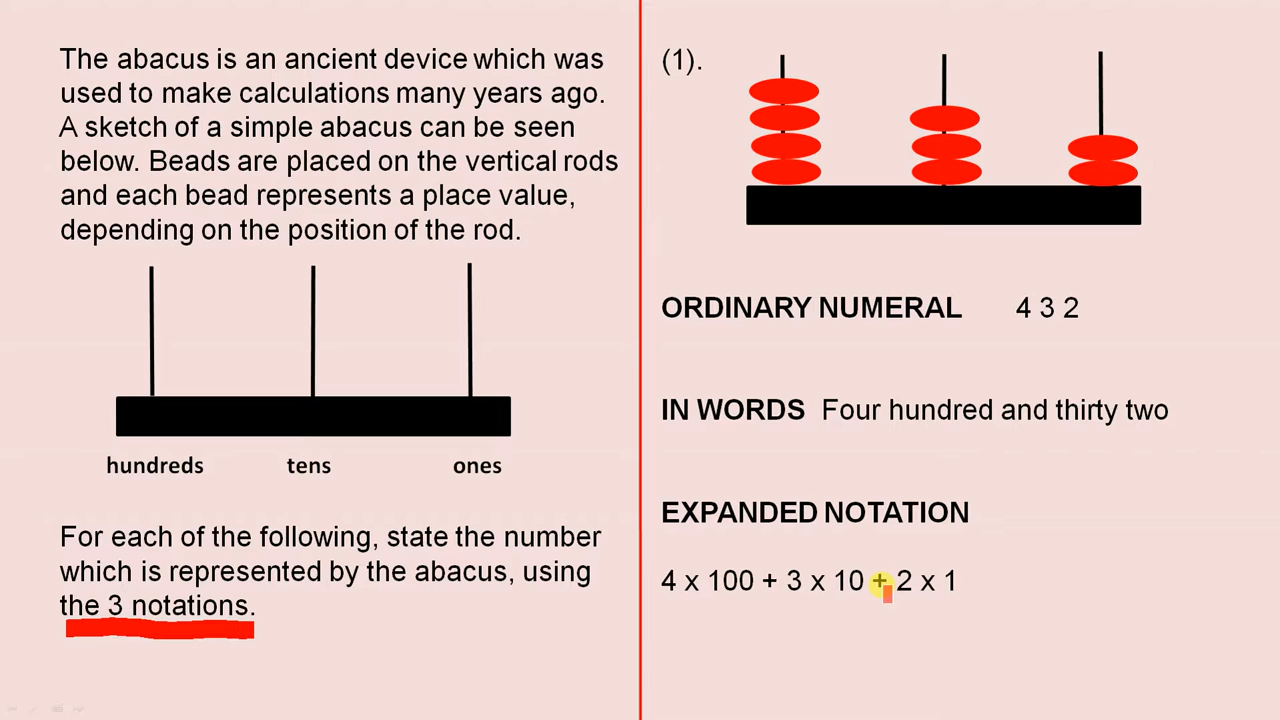 The abacus is an ancient device which was
used to make calculations many years ago.
A sketch of a simple abacus can be seen
below. Beads are placed on the vertical rods
and each bead represents a place value,
depending on the position of the rod.
hundreds tens ones
For each of the following, state the number
which is represented by the abacus, using
the 3 notations.
(1).
ORDINARY NUMERAL 4 3 2
IN WORDS Four hundred and thirty two
EXPANDED NOTATION
4 x 100 + 3 x 10 + 2 x 1